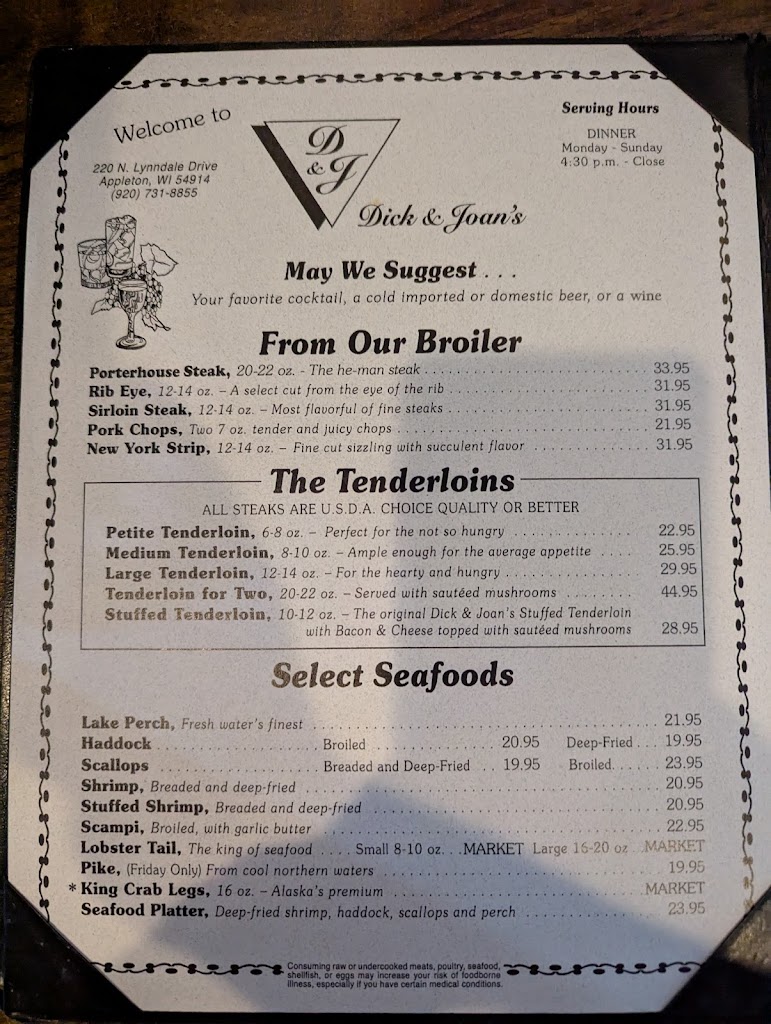 Welcome to
220 N. Lynndale Drive
Appleton, WI 54914
(920) 731-8855
D
& J
Dick & Joan's
Serving Hours
DINNER
Monday - Sunday
4:30 p.m. - Close
May We Suggest . . .
Your favorite cocktail, a cold imported or domestic beer, or a wine
From Our Broiler
Porterhouse Steak, 20-22 oz. - The he-man steak . . . . . . . . . . . . . . . . . . . . . . . . . . . . 33.95
Rib Eye, 12-14 oz. – A select cut from the eye of the rib . . . . . . . . . . . . . . . . . . . . . . . . . 31.95
Sirloin Steak, 12-14 oz. – Most flavorful of fine steaks . . . . . . . . . . . . . . . . . . . . . . . . . 31.95
Pork Chops, Two 7 oz. tender and juicy chops . . . . . . . . . . . . . . . . . . . . . . . . . . . . . . . 21.95
New York Strip, 12-14 oz. – Fine cut sizzling with succulent flavor . . . . . . . . . . . . . . 31.95
The Tenderloins
ALL STEAKS ARE U.S.D.A. CHOICE QUALITY OR BETTER
Petite Tenderloin, 6-8 oz. – Perfect for the not so hungry . . . . . . . . . . . . . . . 22.95
Medium Tenderloin, 8-10 oz. – Ample enough for the average appetite . . . . 25.95
Large Tenderloin, 12-14 oz. – For the hearty and hungry . . . . . . . . . . . . . . . . 29.95
Tenderloin for Two, 20-22 oz. – Served with sautéed mushrooms . . . . . . . . 44.95
Stuffed Tenderloin, 10-12 oz. – The original Dick & Joan's Stuffed Tenderloin
with Bacon & Cheese topped with sautéed mushrooms 28.95
Select Seafoods
Lake Perch, Fresh water's finest . . . . . . . . . . . . . . . . . . . . . . . . . . . . . . . . . . . . . . . . . . 21.95
Haddock . . . . . . . . . . . . . . . . . . . . Broiled . . . . . . . . . . . . . . . . 20.95 Deep-Fried . . . 19.95
Scallops . . . . . . . . . . . . . . . . . . . . Breaded and Deep-Fried . . 19.95 Broiled. . . . . . . 23.95
Shrimp, Breaded and deep-fried . . . . . . . . . . . . . . . . . . . . . . . . . . . . . . . . . . . . . . . . . . . 20.95
Stuffed Shrimp, Breaded and deep-fried . . . . . . . . . . . . . . . . . . . . . . . . . . . . . . . . . . . . 20.95
Scampi, Broiled, with garlic butter . . . . . . . . . . . . . . . . . . . . . . . . . . . . . . . . . . . . . . . . . 22.95
Lobster Tail, The king of seafood . . . . Small 8-10 oz. . .MARKET Large 16-20 oz . .MARKET
Pike, (Friday Only) From cool northern waters . . . . . . . . . . . . . . . . . . . . . . . . . . . . . . . . . 19.95
* King Crab Legs, 16 oz. – Alaska's premium . . . . . . . . . . . . . . . . . . . . . . . . . . . . . . . MARKET
Seafood Platter, Deep-fried shrimp, haddock, scallops and perch . . . . . . . . . . . . . . . . . . 23.95
Consuming raw or undercooked meats, poultry, seafood,
shellfish, or eggs may increase your risk of foodborne
illness, especially if you have certain medical conditions.